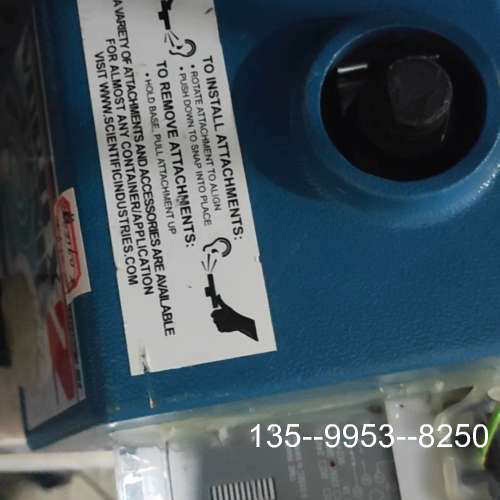 TO INSTALL ATTACHMENTS:
• ROTATE ATTACHMENT TO ALIGN
• PUSH DOWN TO SNAP INTO PLACE
TO REMOVE ATTACHMENTS:
• HOLD BASE, PULL ATTACHMENT UP
A VARIETY OF ATTACHMENTS AND ACCESSORIES ARE AVAILABLE
FOR ALMOST ANY CONTAINER/APPLICATION
VISIT WWW.SCIENTIFICINDUSTRIES.COM
135--9953--8250